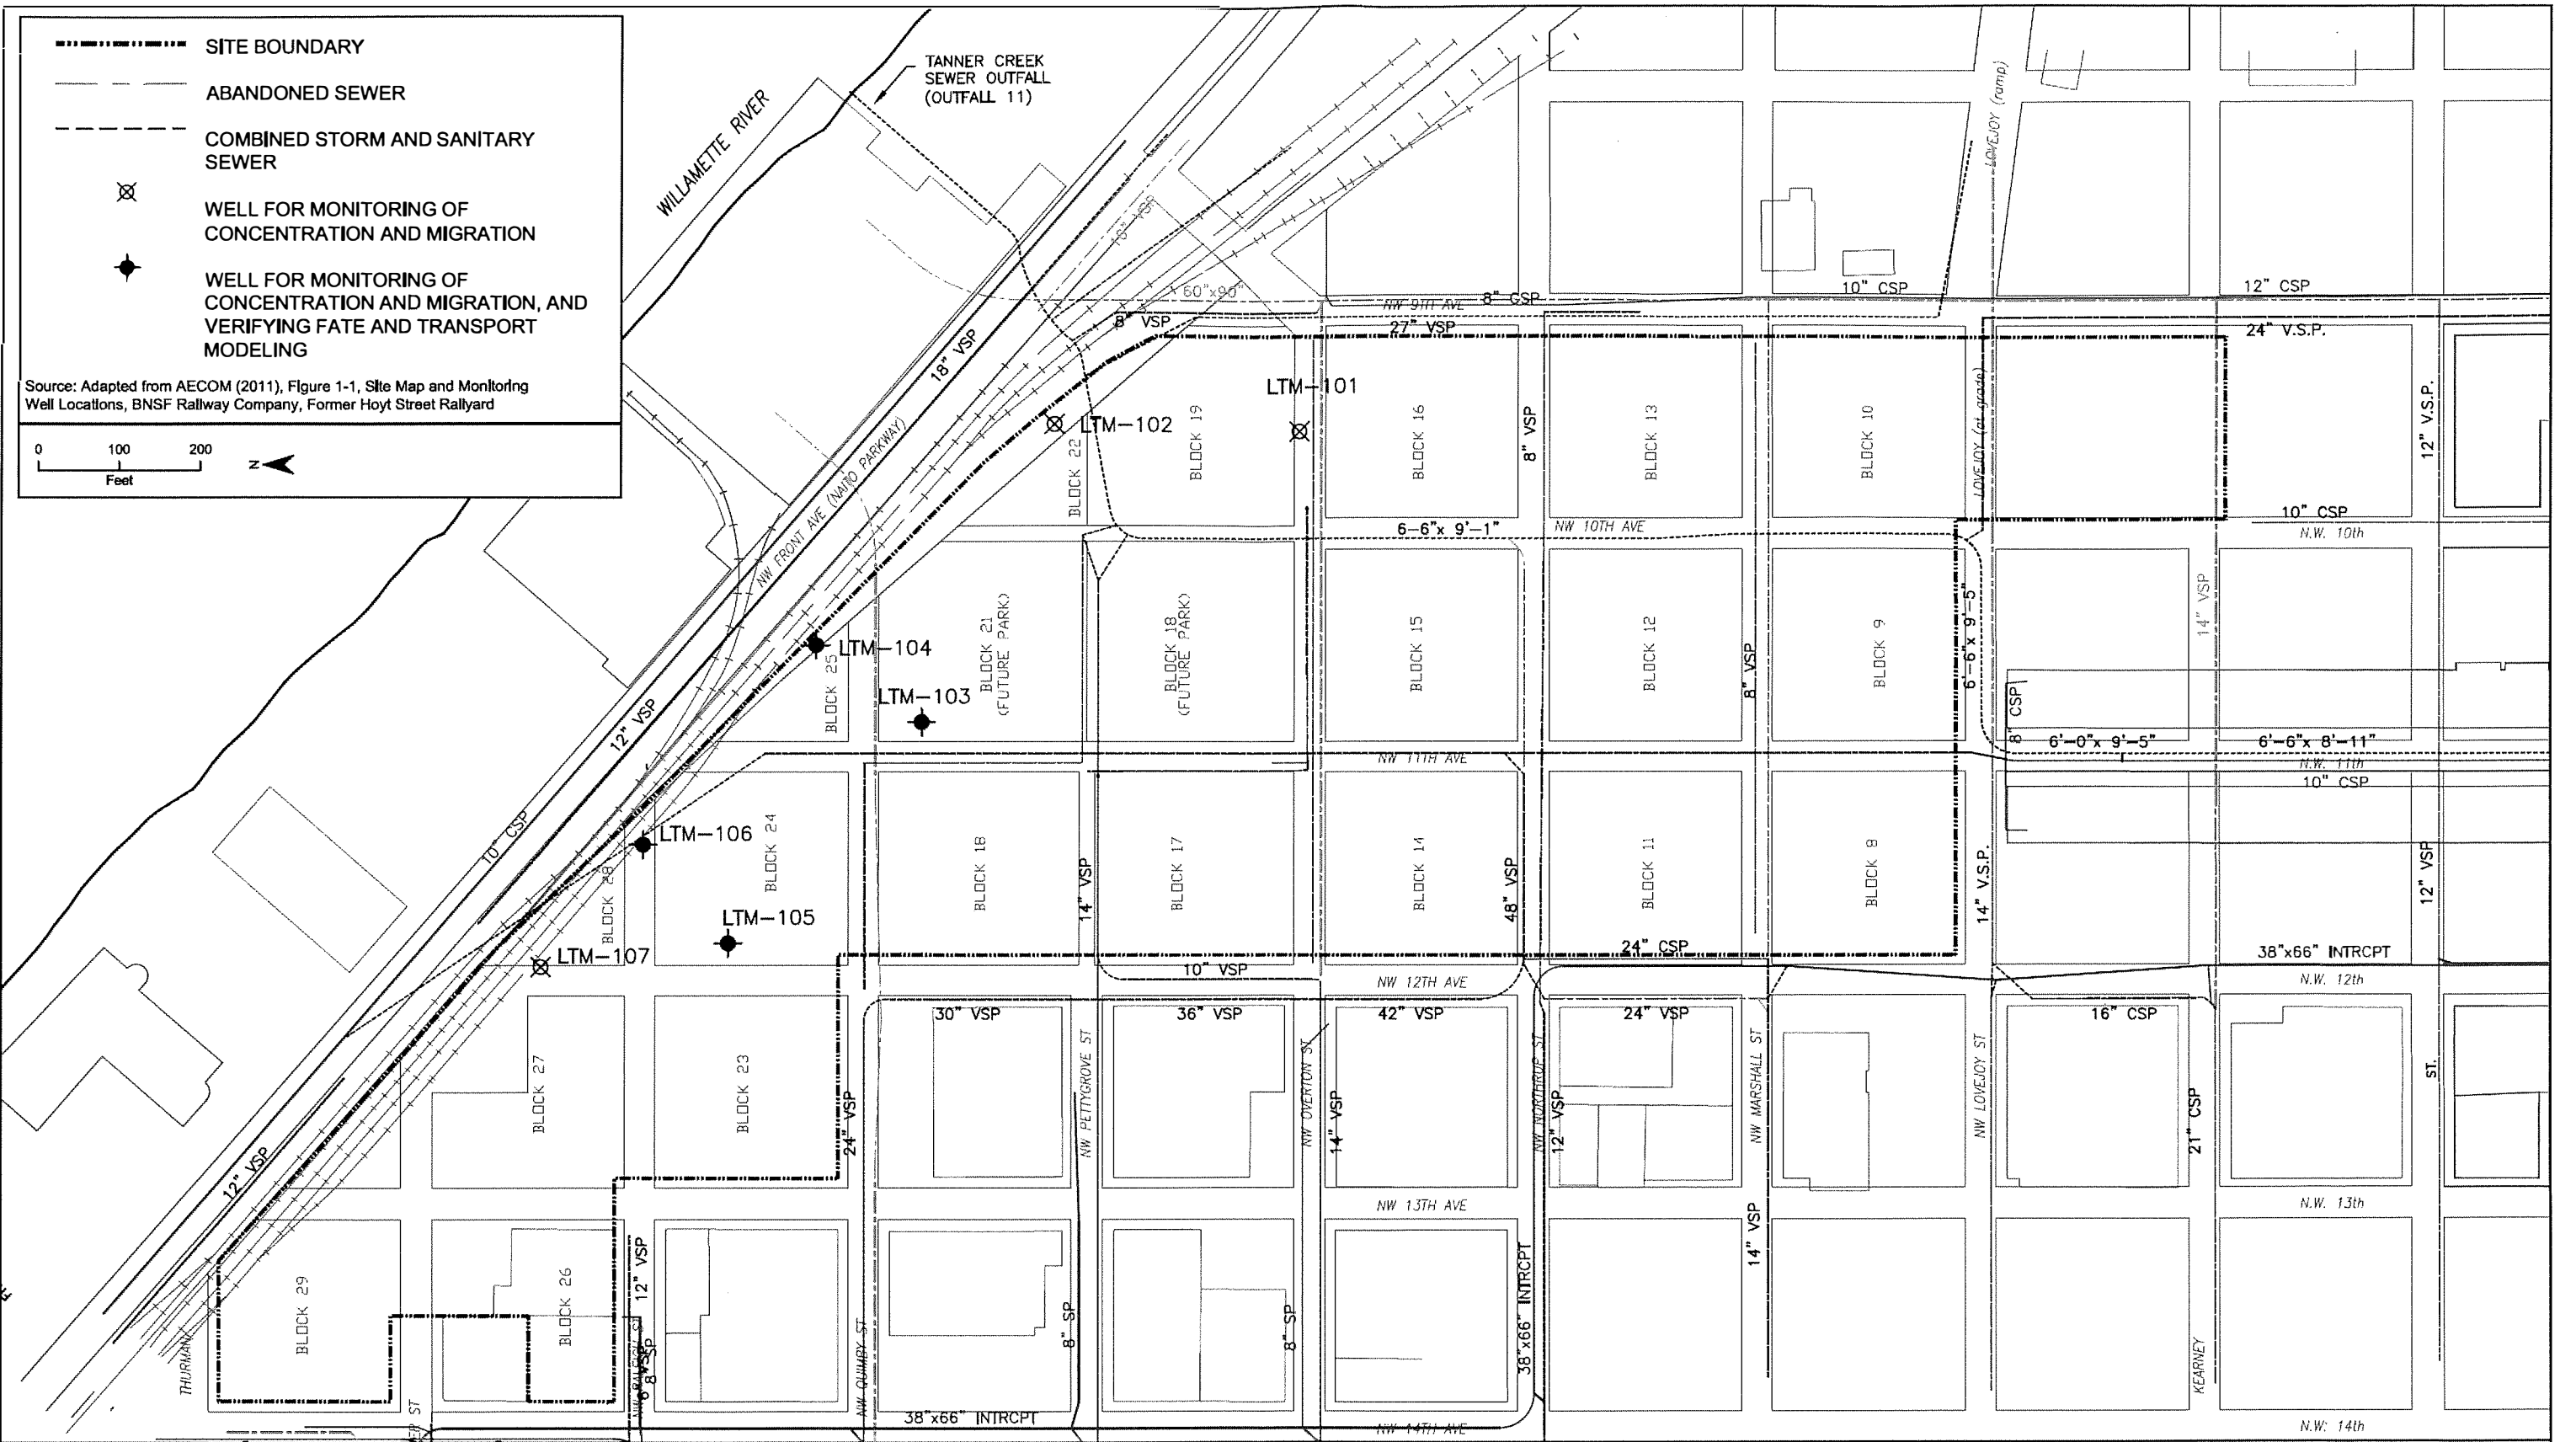 SITE BOUNDARY
ABANDONED SEWER
COMBINED STORM AND SANITARY
SEWER
WELL FOR MONITORING OF
CONCENTRATION AND MIGRATION
WELL FOR MONITORING OF
CONCENTRATION AND MIGRATION, AND
VERIFYING FATE AND TRANSPORT
MODELING
Source: Adapted from AECOM (2011), Figure 1-1, Site Map and Monitoring
Well Locations, BNSF Railway Company, Former Hoyt Street Railyard
0 100 200
Feet
N
WILLAMETTE RIVER
TANNER CREEK
SEWER OUTFALL
(OUTFALL 11)
LOVEJOY (ramp)
18" VSP
60"x90"
10" CSP
12" CSP
NW 9TH AVE
8" CSP
8" VSP
27" VSP
24" V.S.P.
18" VSP
LTM-101
LTM-102
BLOCK 22
BLOCK 19
BLOCK 16
8" VSP
BLOCK 13
BLOCK 10
LOVEJOY (at grade)
12" V.S.P.
NW FRONT AVE (NAITO PARKWAY)
6-6"x 9'-1"
NW 10TH AVE
10" CSP
N.W. 10th
LTM-104
BLOCK 25
LTM-103
BLOCK 21
(FUTURE PARK)
BLOCK 18
(FUTURE PARK)
BLOCK 15
BLOCK 12
8" VSP
BLOCK 9
6'-6"x 9'-5"
14" VSP
8" CSP
12" VSP
NW 11TH AVE
6'-0"x 9'-5"
6'-6"x 8'-11"
N.W. 11th
10" CSP
10" CSP
LTM-106
BLOCK 28
BLOCK 24
LTM-105
LTM-107
BLOCK 18
14" VSP
BLOCK 17
BLOCK 14
48" VSP
BLOCK 11
BLOCK 8
14" V.S.P.
12" VSP
24" CSP
38"x66" INTRCPT
10" VSP
NW 12TH AVE
N.W. 12th
30" VSP
36" VSP
42" VSP
24" VSP
16" CSP
BLOCK 27
BLOCK 23
24" VSP
NW PETTYGROVE ST
NW OVERTON ST
14" VSP
NW NORTHRUP ST
12" VSP
NW MARSHALL ST
NW LOVEJOY ST
21" CSP
ST.
12" VSP
NW 13TH AVE
N.W. 13th
BLOCK 29
BLOCK 26
12" VSP
8" SP
8" SP
8" SP
14" VSP
38"x66" INTRCPT
THURMAN
NW QUIMBY ST
KEARNEY
38"x66" INTRCPT
NW 14TH AVE
N.W. 14th